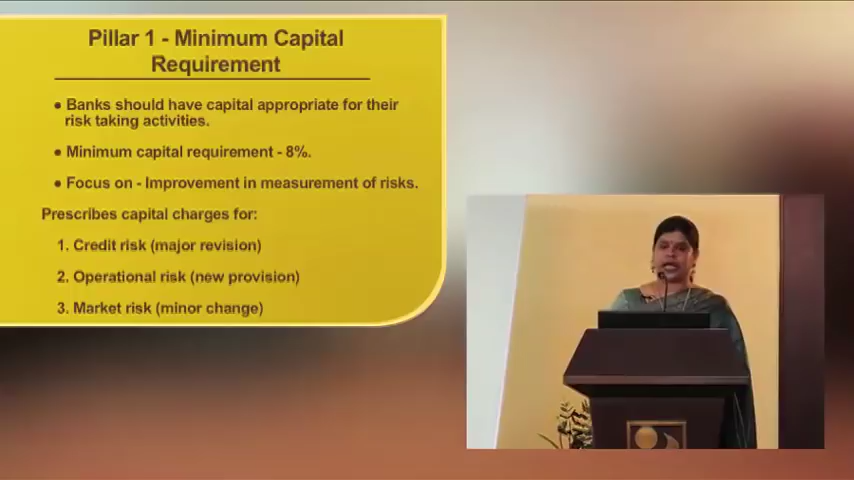 Pillar 1 - Minimum Capital
Requirement
• Banks should have capital appropriate for their
risk taking activities.
• Minimum capital requirement - 8%.
• Focus on - Improvement in measurement of risks.
Prescribes capital charges for:
1. Credit risk (major revision)
2. Operational risk (new provision)
3. Market risk (minor change)